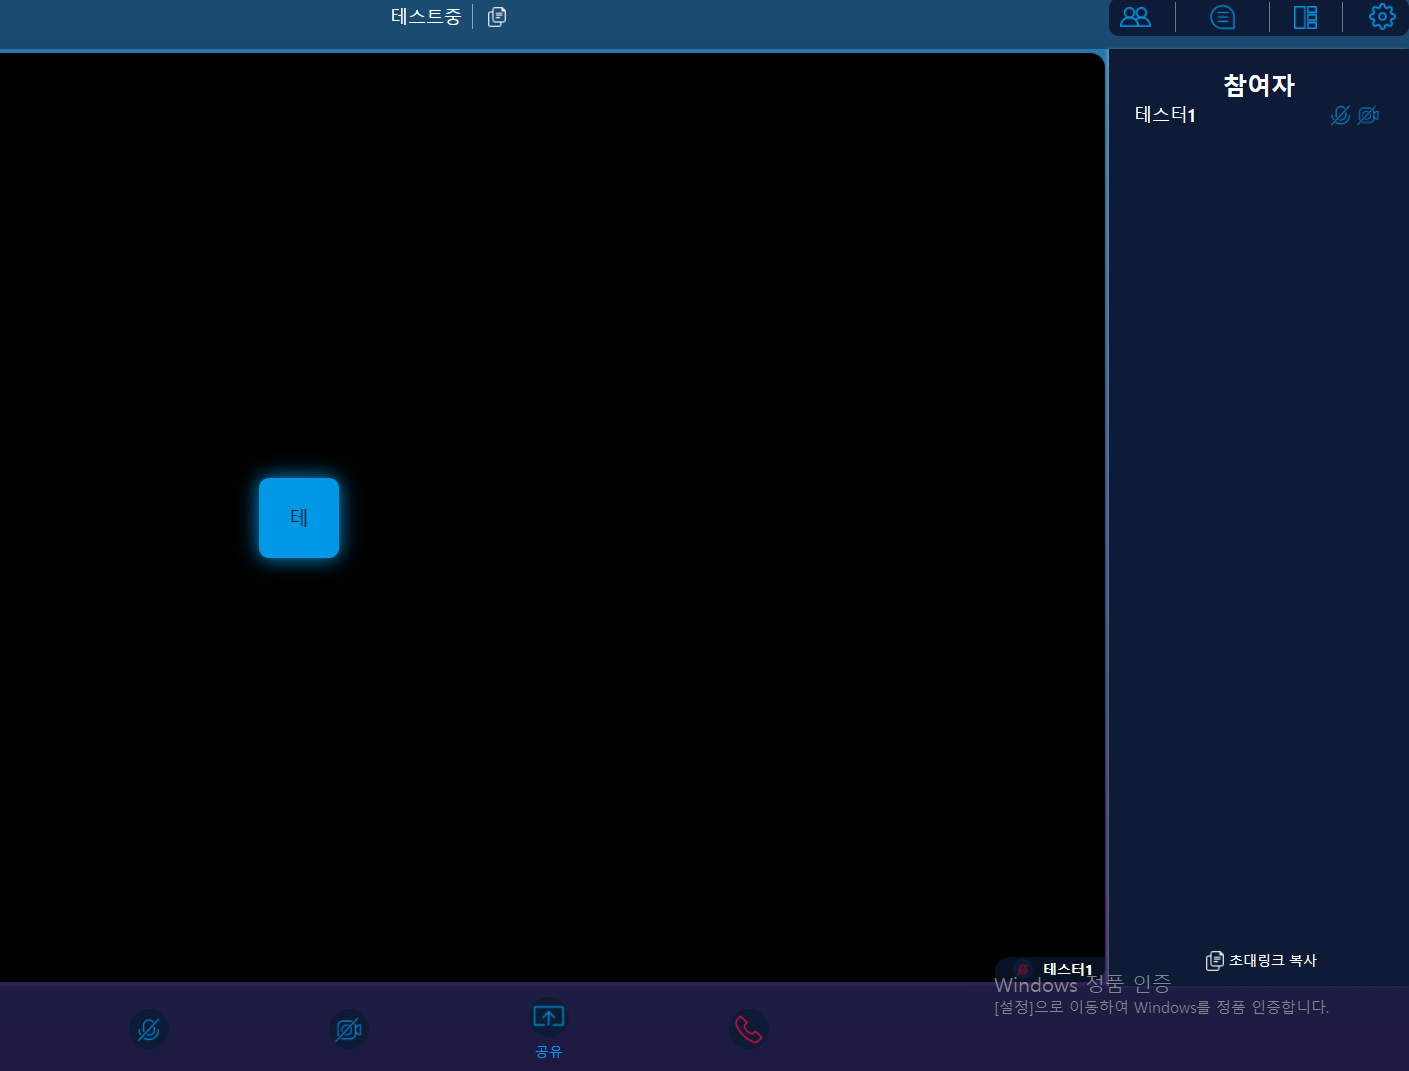 테스트중
참여자
테스터1
테
초대링크 복사
테스터1
Windows 정품 인증
[설정]으로 이동하여 Windows를 정품 인증합니다.
공유